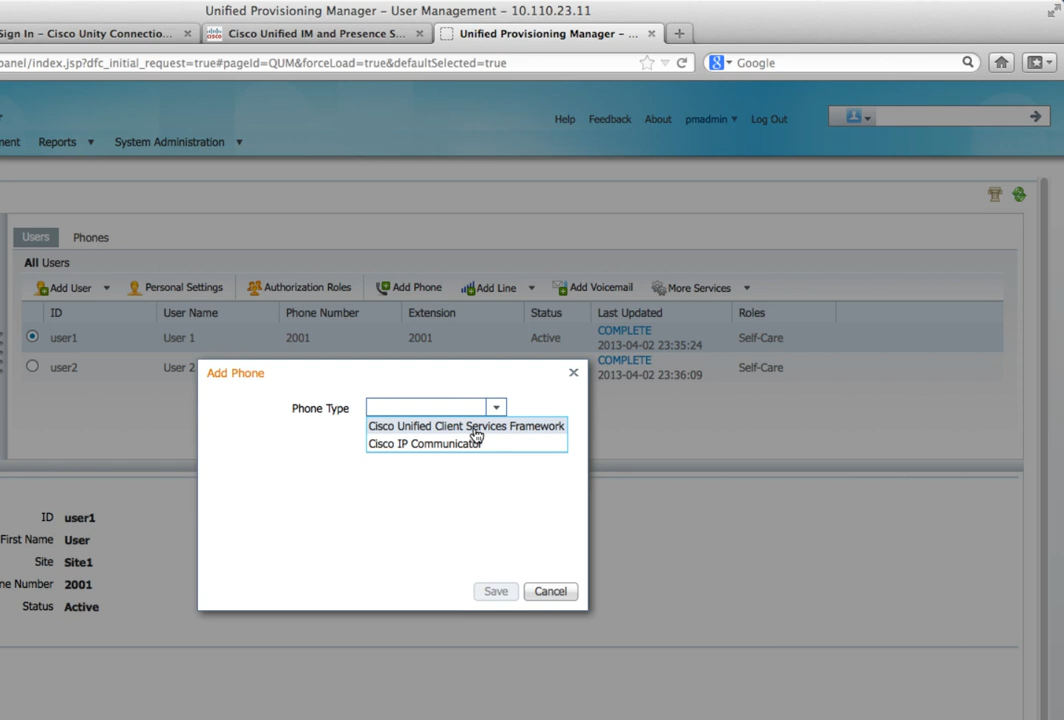 Unified Provisioning Manager – User Management – 10.110.23.11
Sign In – Cisco Unity Connectio... × Cisco Unified IM and Presence S... × Unified Provisioning Manager – ... × +
panel/index.jsp?dfc_initial_request=true#pageId=QUM&forceLoad=true&defaultSelected=true Google
Help Feedback About pmadmin Log Out
ment Reports System Administration
Users Phones
All Users
Add User Personal Settings Authorization Roles Add Phone Add Line Add Voicemail More Services
ID User Name Phone Number Extension Status Last Updated Roles
user1 User 1 2001 2001 Active COMPLETE Self-Care
2013-04-02 23:35:24
user2 User 2 COMPLETE Self-Care
2013-04-02 23:36:09
Add Phone
Phone Type
Cisco Unified Client Services Framework
Cisco IP Communicator
ID user1
First Name User
Site Site1
ne Number 2001
Status Active
Save Cancel